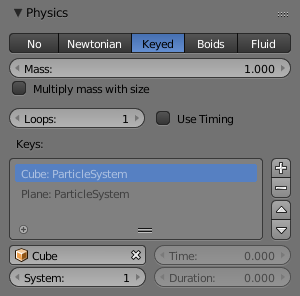 Physics
No Newtonian Keyed Boids Fluid
Mass: 1.000
Multiply mass with size
Loops: 1 Use Timing
Keys:
Cube: ParticleSystem
Plane: ParticleSystem
Cube Time: 0.000
System: 1 Duration: 0.000